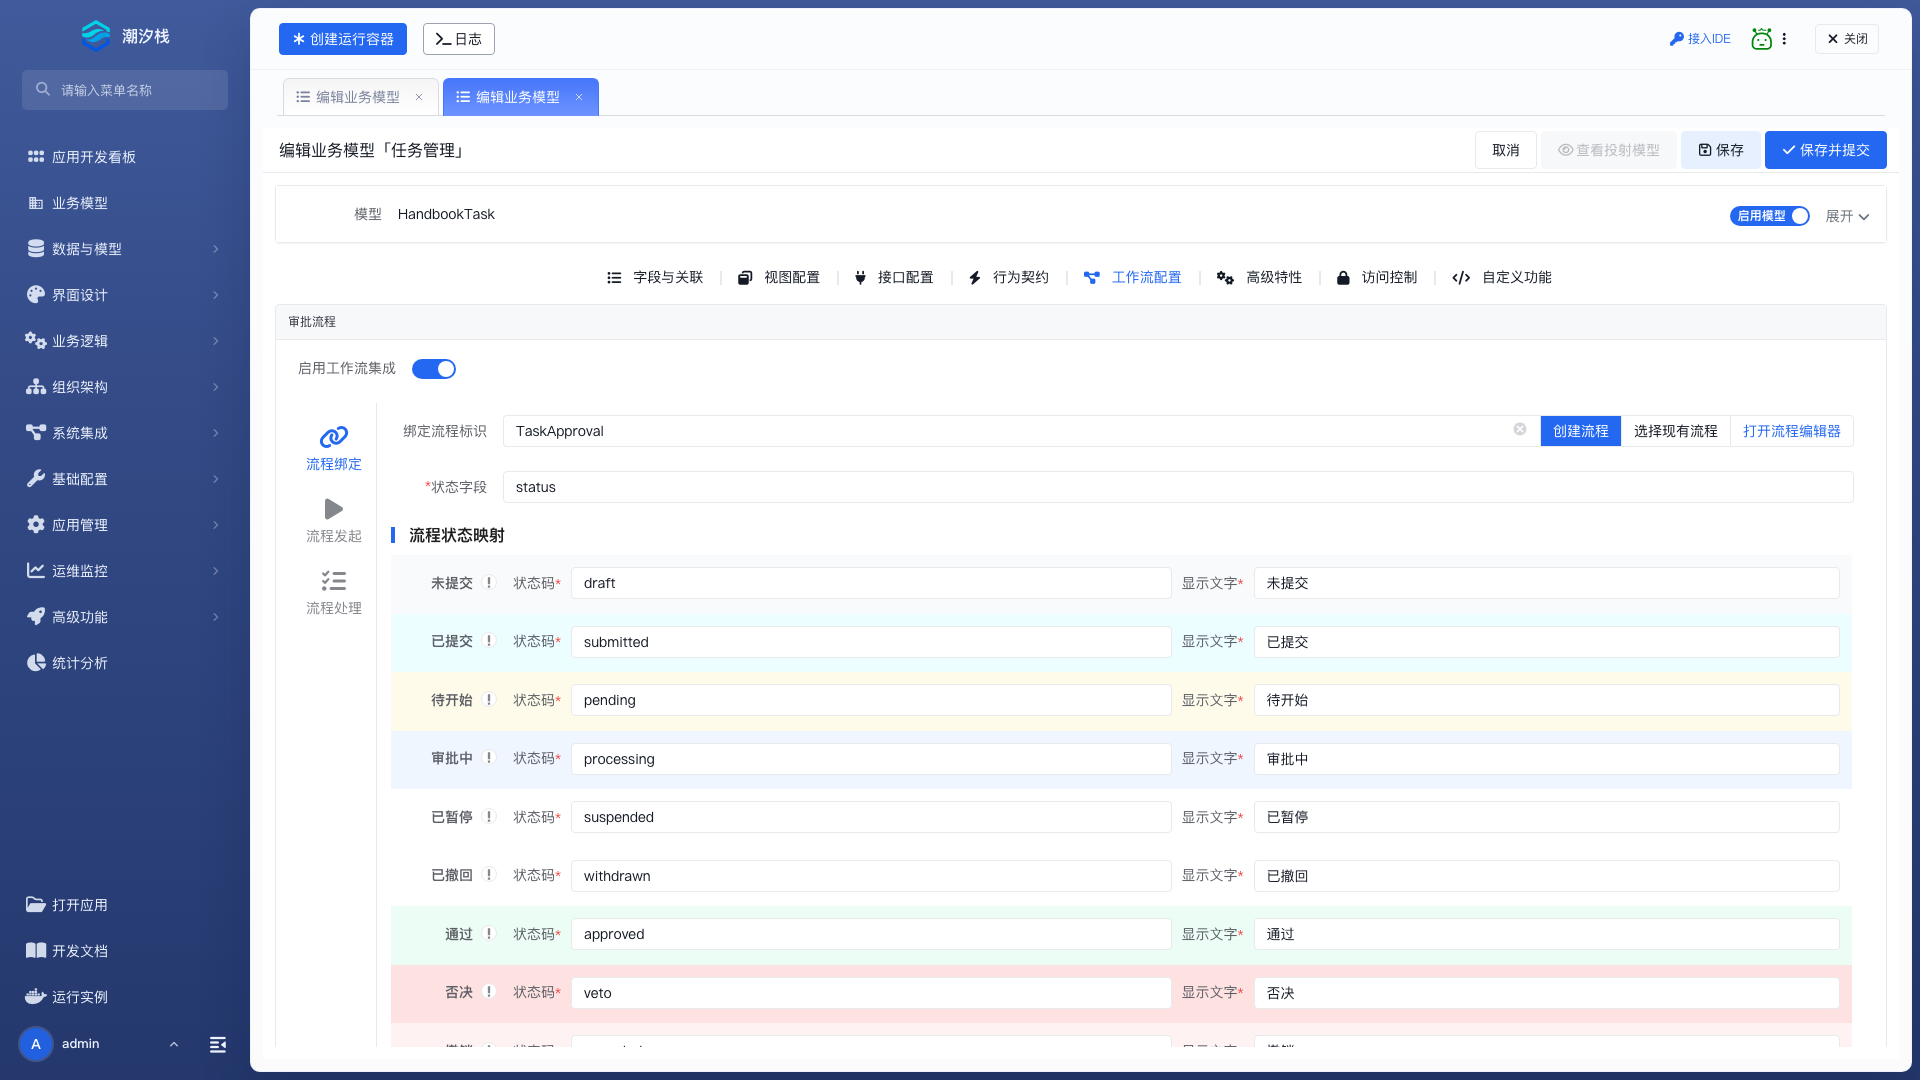 潮汐栈
请输入菜单名称
应用开发看板
业务模型
数据与模型
界面设计
业务逻辑
组织架构
系统集成
基础配置
应用管理
运维监控
高级功能
统计分析
打开应用
开发文档
运行实例
A admin
创建运行容器 日志 接入IDE 关闭
编辑业务模型 编辑业务模型
编辑业务模型「任务管理」 取消 查看投射模型 保存 保存并提交
模型 HandbookTask 启用模型 展开
字段与关联 视图配置 接口配置 行为契约 工作流配置 高级特性 访问控制 自定义功能
审批流程
启用工作流集成
流程绑定
流程发起
流程处理
绑定流程标识 TaskApproval 创建流程 选择现有流程 打开流程编辑器
*状态字段 status
流程状态映射
未提交 状态码* draft 显示文字* 未提交
已提交 状态码* submitted 显示文字* 已提交
待开始 状态码* pending 显示文字* 待开始
审批中 状态码* processing 显示文字* 审批中
已暂停 状态码* suspended 显示文字* 已暂停
已撤回 状态码* withdrawn 显示文字* 已撤回
通过 状态码* approved 显示文字* 通过
否决 状态码* veto 显示文字* 否决